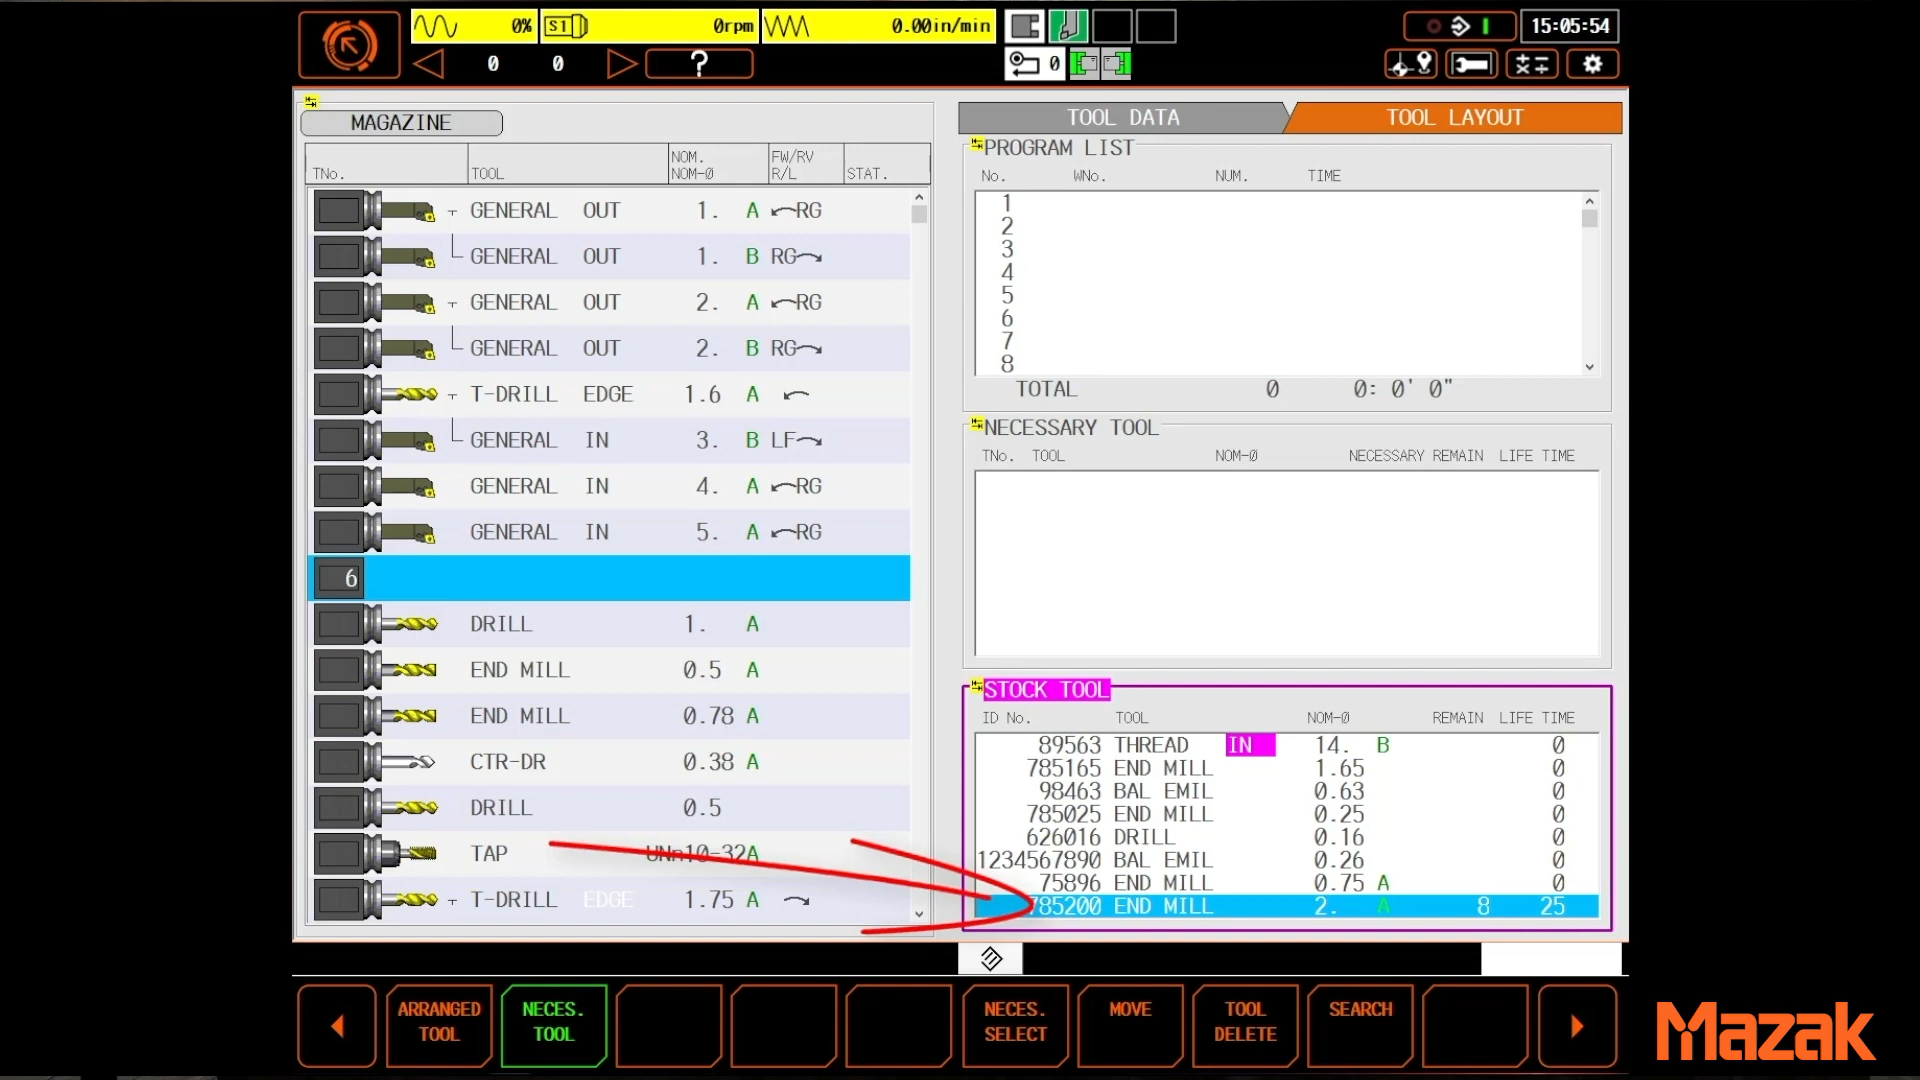 0% S1 0rpm 0.00in/min 15:05:54
0 0 ? 0
MAGAZINE
TNo. TOOL NOM. NOM-Ø FW/RV R/L STAT.
GENERAL OUT 1. A RG
GENERAL OUT 1. B RG
GENERAL OUT 2. A RG
GENERAL OUT 2. B RG
T-DRILL EDGE 1.6 A
GENERAL IN 3. B LF
GENERAL IN 4. A RG
GENERAL IN 5. A RG
6
DRILL 1. A
END MILL 0.5 A
END MILL 0.78 A
CTR-DR 0.38 A
DRILL 0.5
TAP UNn10-32A
T-DRILL EDGE 1.75 A
TOOL DATA TOOL LAYOUT
PROGRAM LIST
No. WNo. NUM. TIME
1
2
3
4
5
6
7
8
TOTAL 0 0: 0' 0"
NECESSARY TOOL
TNo. TOOL NOM-Ø NECESSARY REMAIN LIFE TIME
STOCK TOOL
ID No. TOOL NOM-Ø REMAIN LIFE TIME
89563 THREAD IN 14. B 0
785165 END MILL 1.65 0
98463 BAL EMIL 0.63 0
785025 END MILL 0.25 0
626016 DRILL 0.16 0
1234567890 BAL EMIL 0.26 0
75896 END MILL 0.75 A 0
785200 END MILL 2. A 8 25
ARRANGED TOOL
NECES. TOOL
NECES. SELECT
MOVE
TOOL DELETE
SEARCH
Mazak